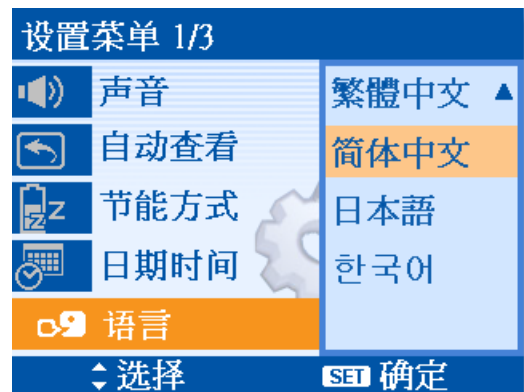 设置菜单 1/3
声音
自动查看
节能方式
日期时间
语言
繁體中文
简体中文
日本語
한국어
选择
SET 确定